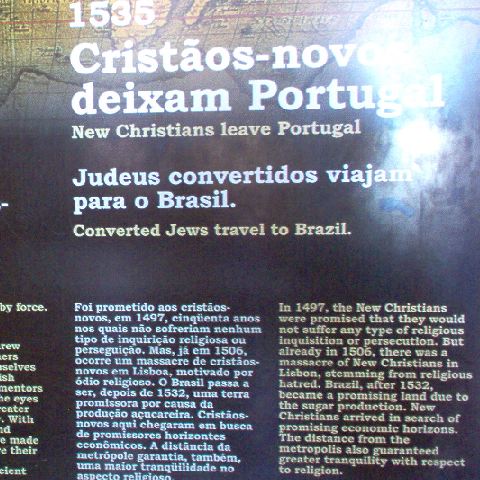 1535
Cristãos-novos
deixam Portugal
New Christians leave Portugal
Judeus convertidos viajam
para o Brasil.
Converted Jews travel to Brazil.
by force.
Foi prometido aos cristãos-
novos, em 1497, cinqüenta anos
nos quais não sofreriam nenhum
tipo de inquirição religiosa ou
perseguição. Mas, já em 1506,
ocorre um massacre de cristãos-
novos em Lisboa, motivado por
ódio religioso. O Brasil passa a
ser, depois de 1532, uma terra
promissora por causa da
produção açucareira. Cristãos-
novos aqui chegaram em busca
de promissores horizontes
econômicos. A distância da
metrópole garantia, também,
uma maior tranqüilidade no
aspecto religioso.
In 1497, the New Christians
were promised that they would
not suffer any type of religious
inquisition or persecution. But
already in 1506, there was a
massacre of New Christians in
Lisbon, stemming from religious
hatred. Brazil, after 1532,
became a promising land due to
the sugar production. New
Christians arrived in search of
promising economic horizons.
The distance from the
metropolis also guaranteed
greater tranquility with respect
to religion.